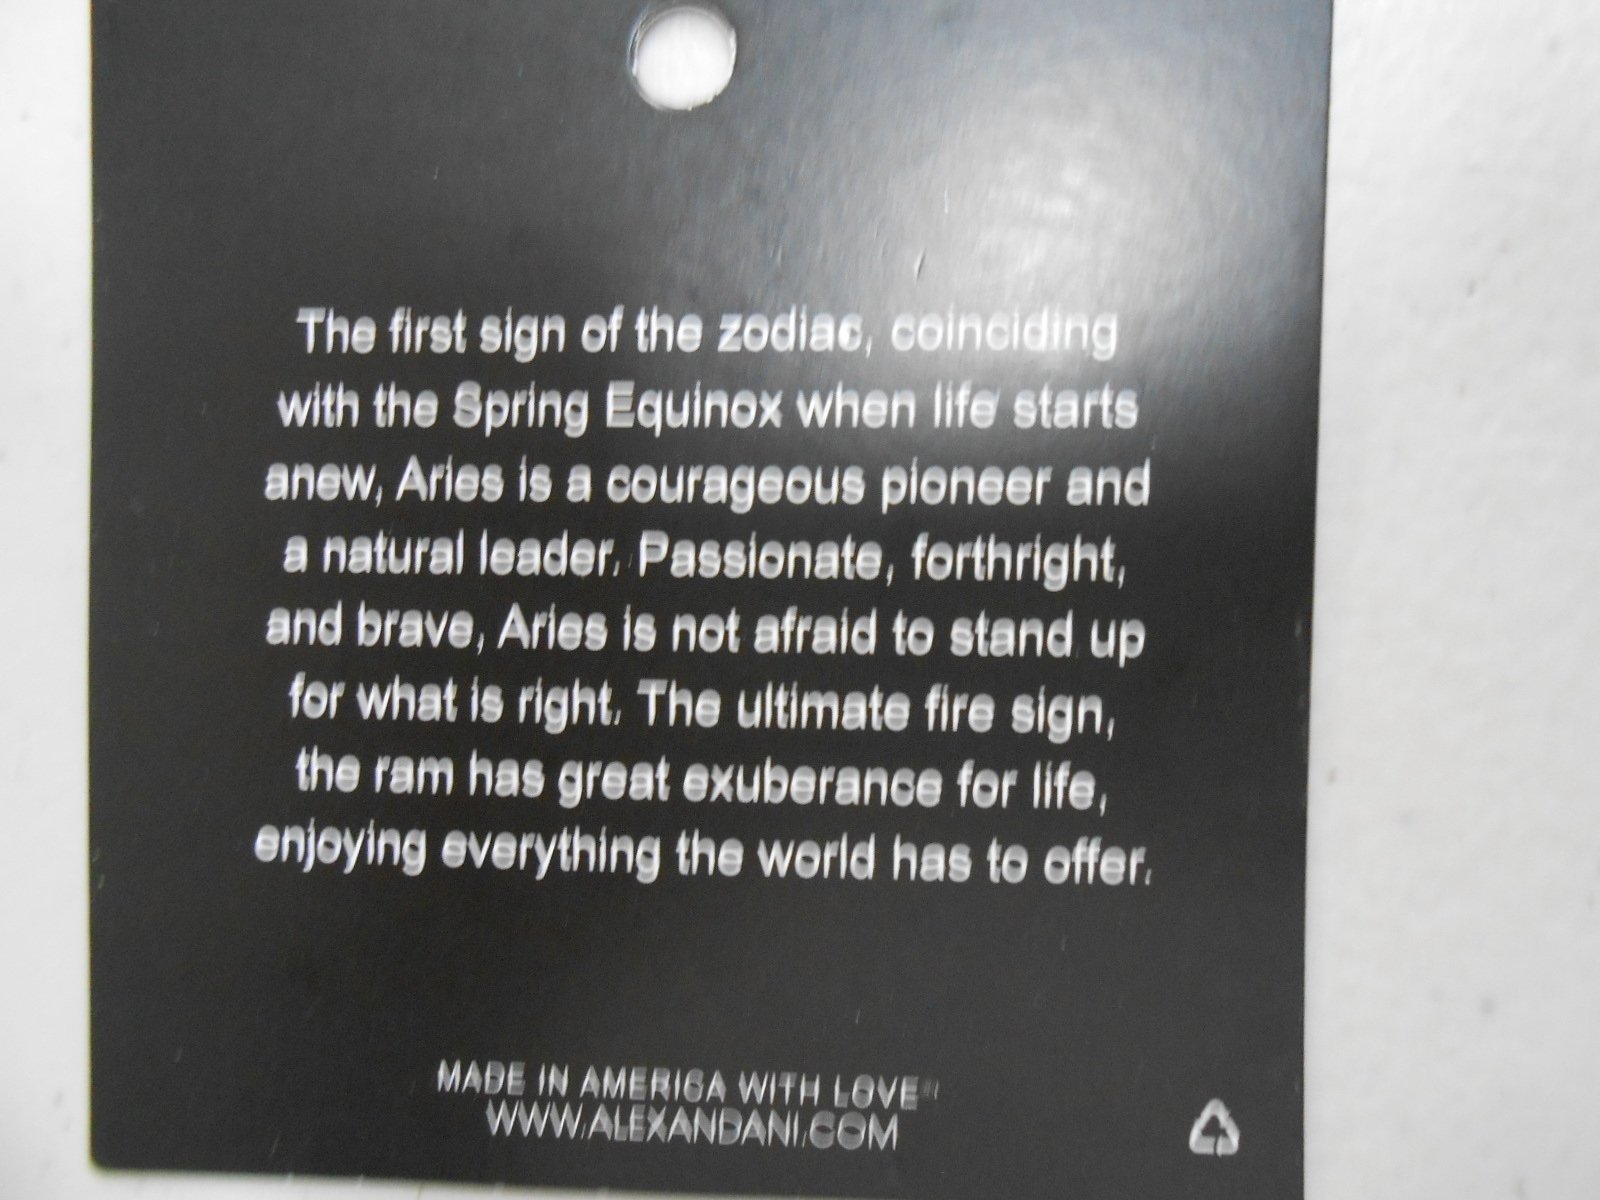 The first sign of the zodiac, coinciding
with the Spring Equinox when life starts
anew, Aries is a courageous pioneer and
a natural leader. Passionate, forthright,
and brave, Aries is not afraid to stand up
for what is right. The ultimate fire sign,
the ram has great exuberance for life,
enjoying everything the world has to offer.
MADE IN AMERICA WITH LOVE
WWW.ALEXANDANI.COM